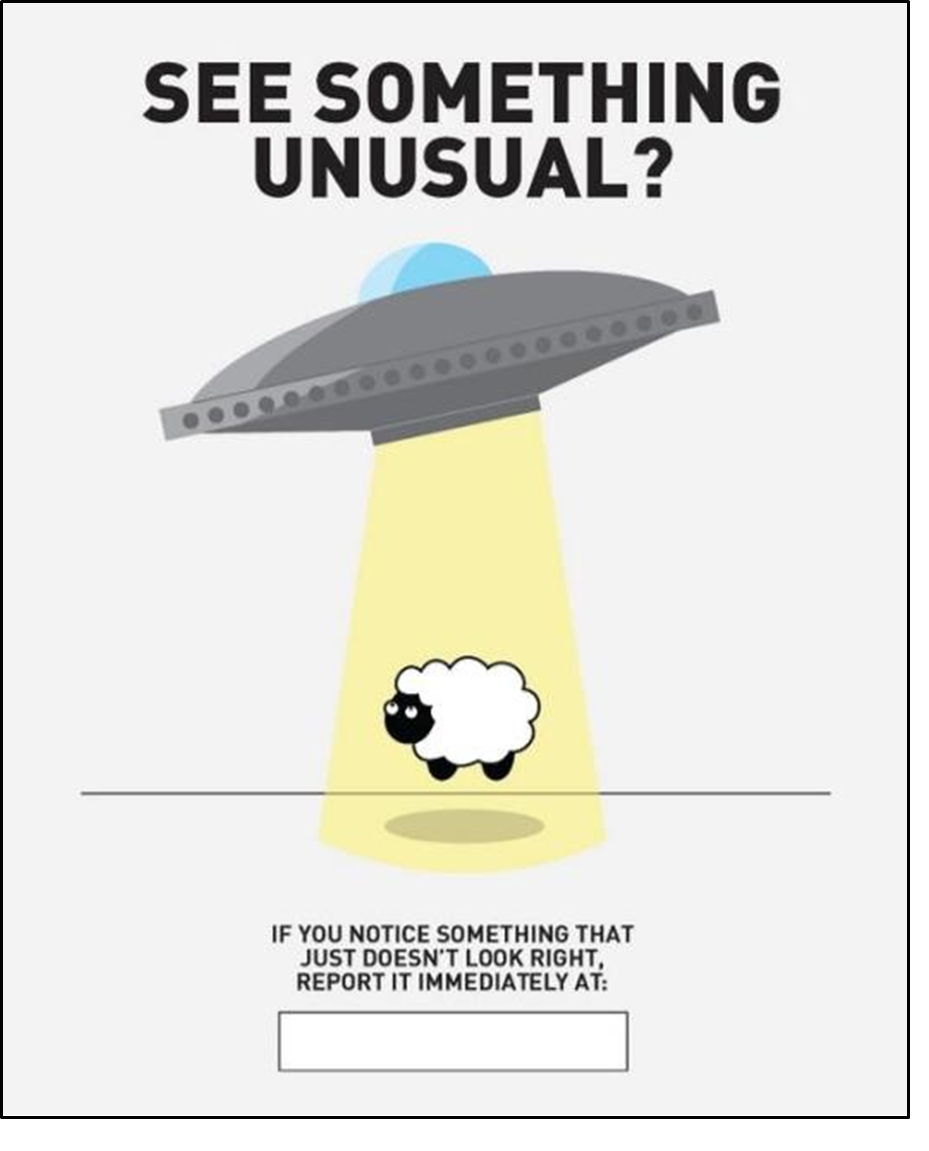 SEE SOMETHING
UNUSUAL?
IF YOU NOTICE SOMETHING THAT
JUST DOESN'T LOOK RIGHT,
REPORT IT IMMEDIATELY AT: